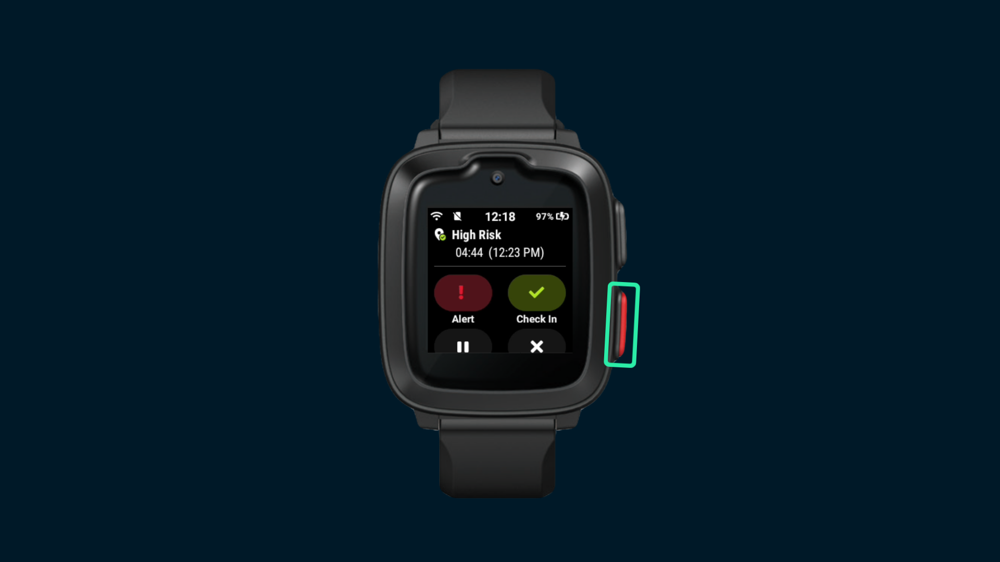 12:18 97%
High Risk
04:44 (12:23 PM)
Alert Check In